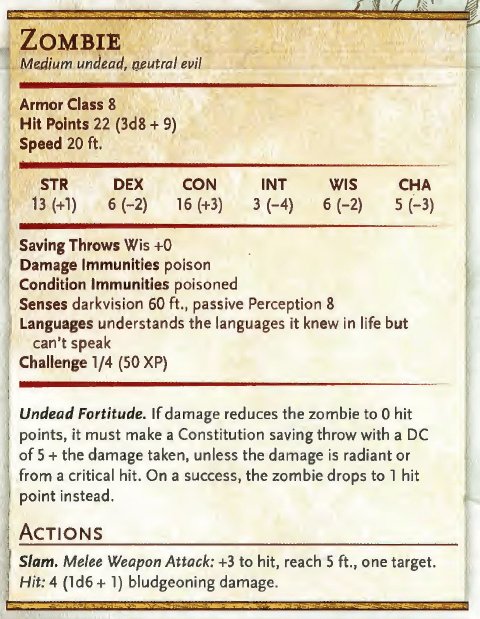 ZOMBIE
Medium undead, neutral evil
Armor Class 8
Hit Points 22 (3d8 + 9)
Speed 20 ft.
STR DEX CON INT WIS CHA
13 (+1) 6 (−2) 16 (+3) 3 (−4) 6 (−2) 5 (−3)
Saving Throws Wis +0
Damage Immunities poison
Condition Immunities poisoned
Senses darkvision 60 ft., passive Perception 8
Languages understands the languages it knew in life but
can't speak
Challenge 1/4 (50 XP)
Undead Fortitude. If damage reduces the zombie to 0 hit
points, it must make a Constitution saving throw with a DC
of 5 + the damage taken, unless the damage is radiant or
from a critical hit. On a success, the zombie drops to 1 hit
point instead.
ACTIONS
Slam. Melee Weapon Attack: +3 to hit, reach 5 ft., one target.
Hit: 4 (1d6 + 1) bludgeoning damage.